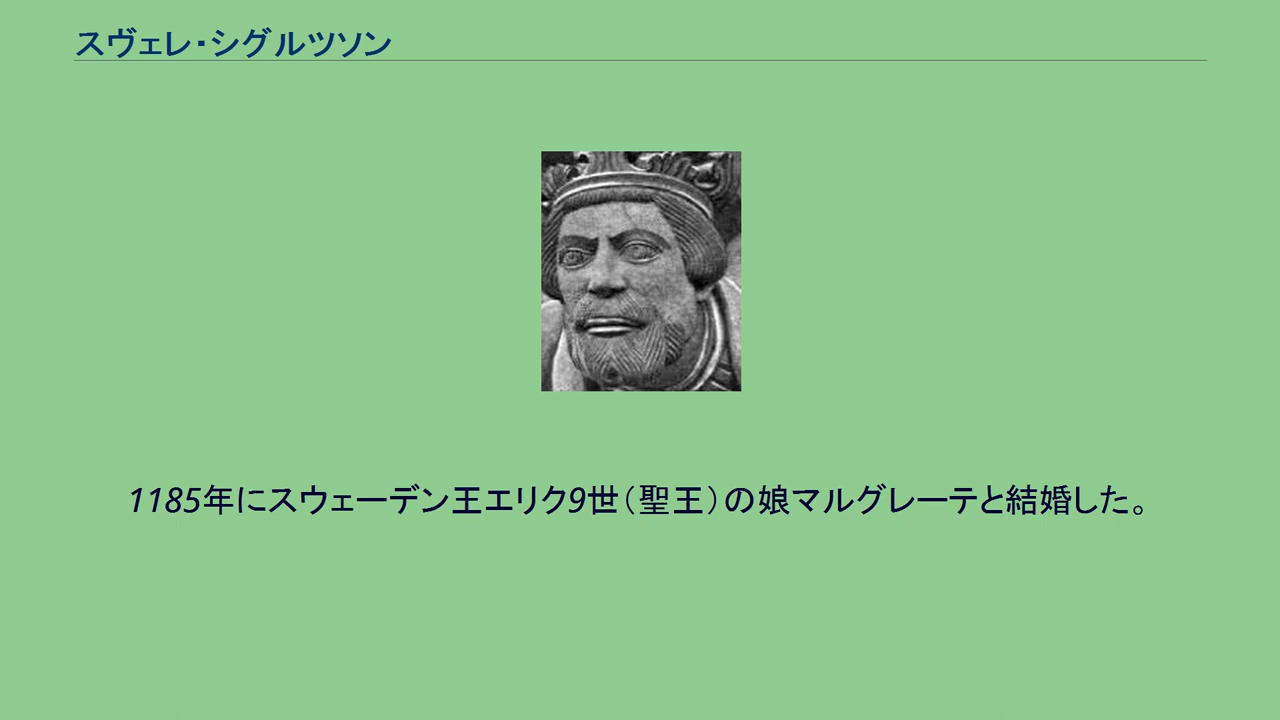 スヴェレ・シグルツソン
1185年にスウェーデン王エリク9世（聖王）の娘マルグレーテと結婚した。